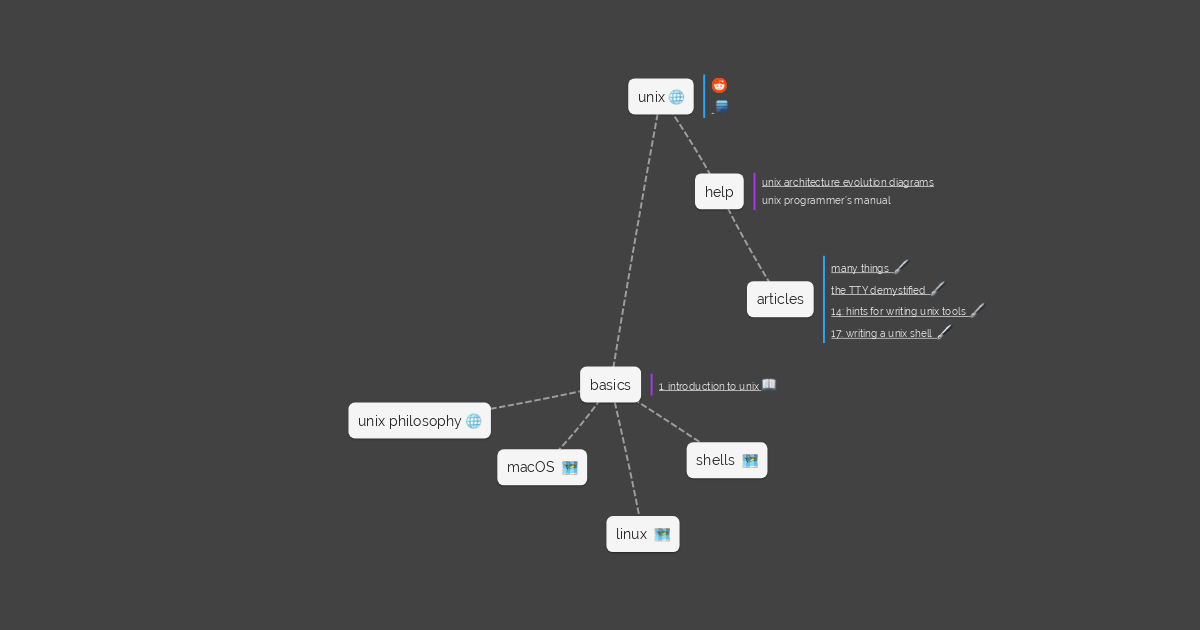 unix
help
unix architecture evolution diagrams
unix programmer's manual
articles
many things
the TTY demystified
14: hints for writing unix tools
17: writing a unix shell
basics
1. introduction to unix
unix philosophy
macOS
shells
linux